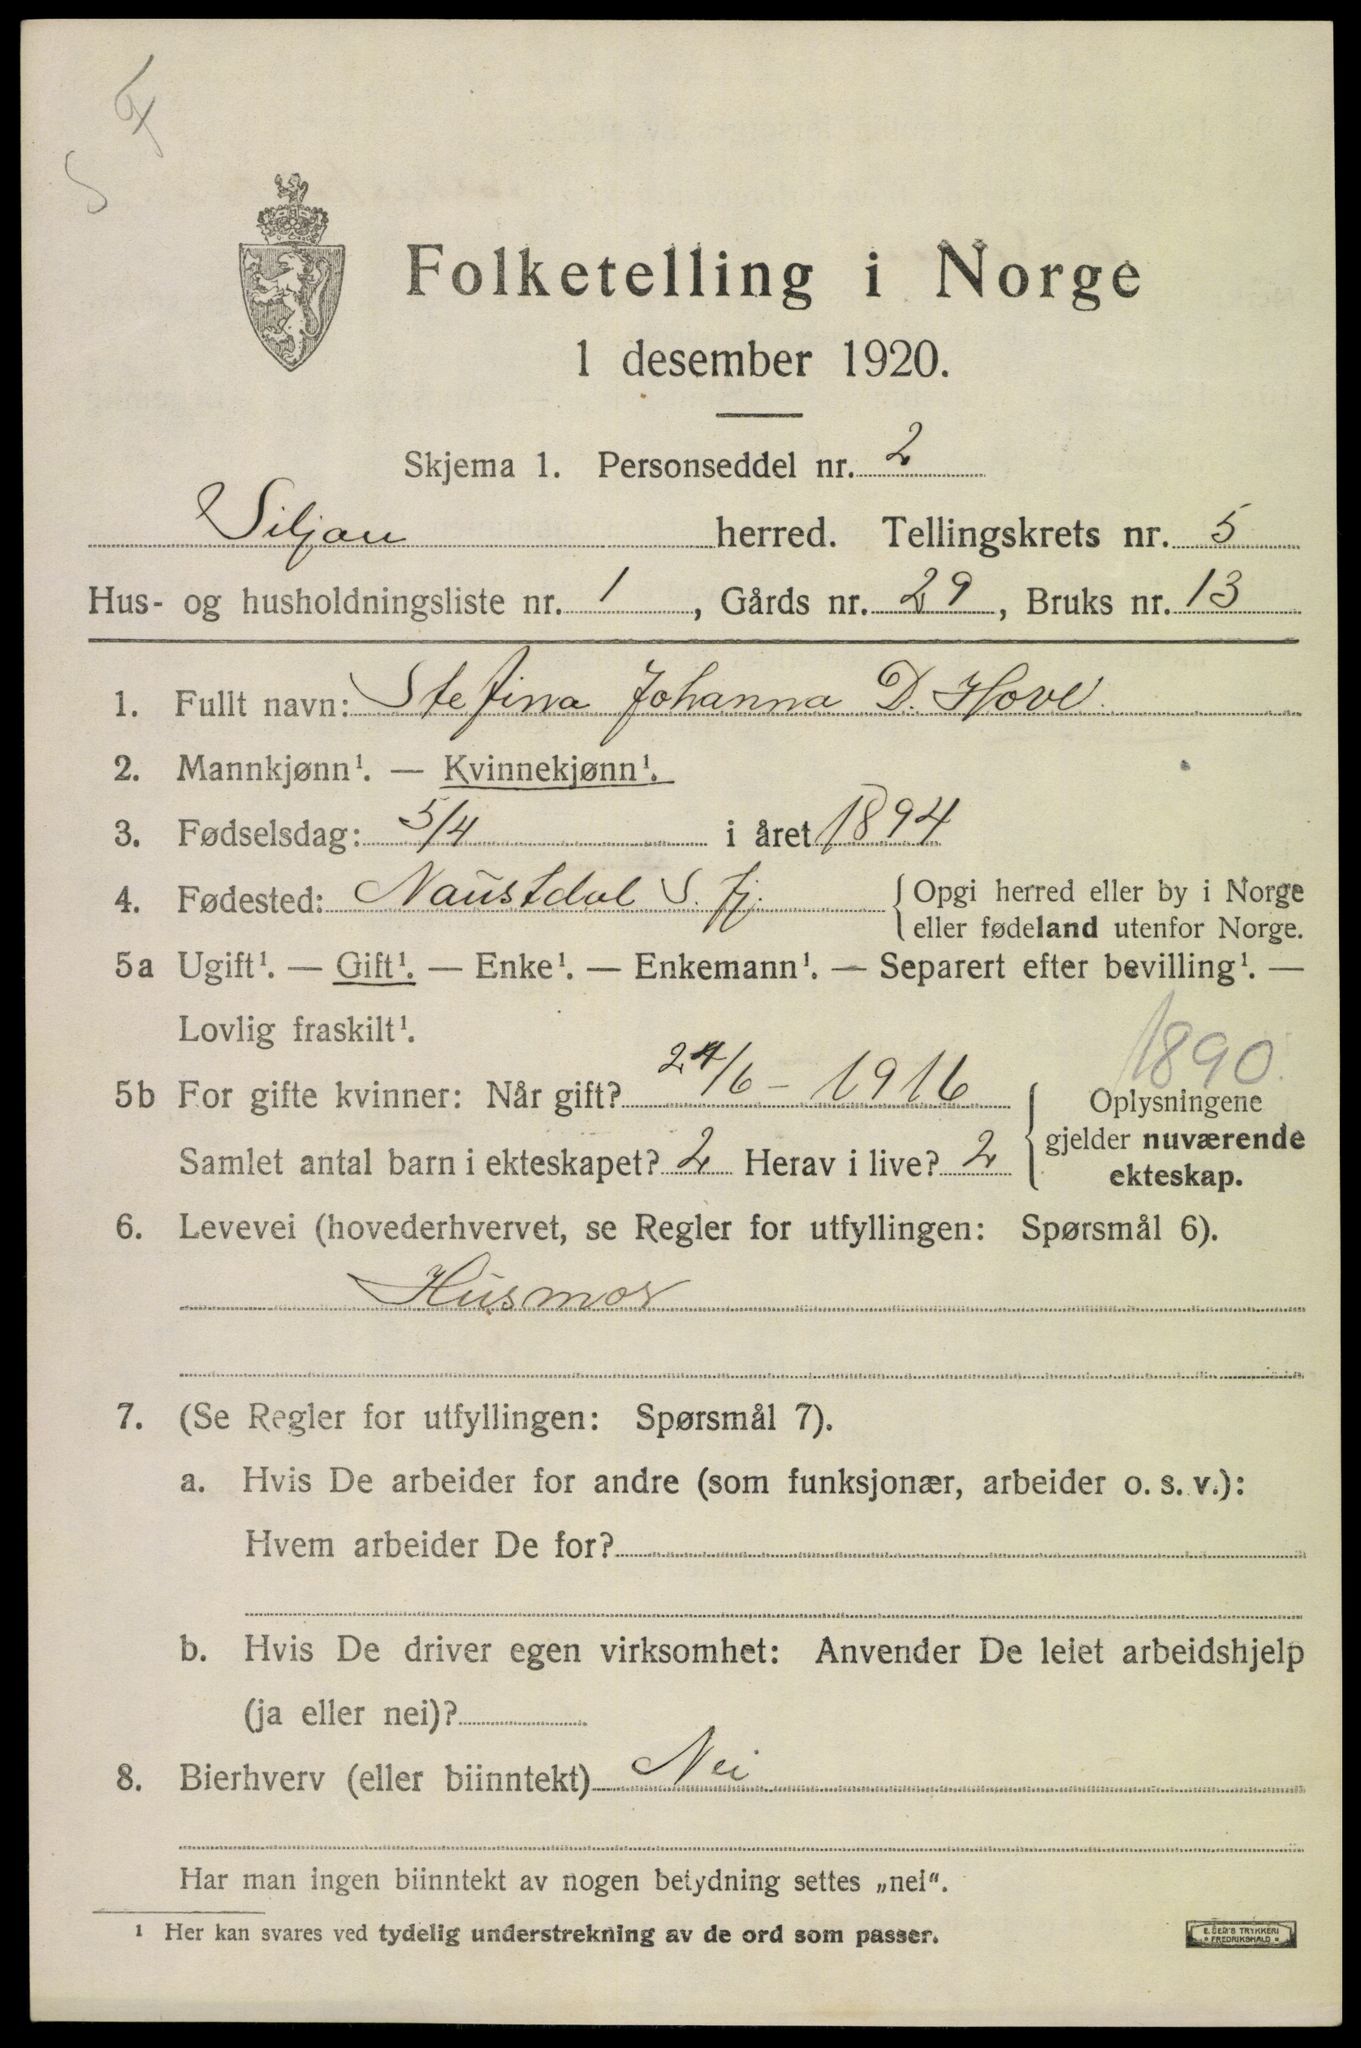 F
S
Folketelling i Norge
1 desember 1920.
Skjema 1. Personseddel nr. 2
Siljan herred. Tellingskrets nr. 5
Hus- og husholdningsliste nr. 1, Gårds nr. 29, Bruks nr. 13
1. Fullt navn: Stefina Johanna D. Hove.
2. Mannkjønn¹. — Kvinnekjønn¹.
3. Fødselsdag: 5/4 i året 1894
4. Fødested: Naustdal S. fj. { Opgi herred eller by i Norge
eller fødeland utenfor Norge.
5a Ugift¹. — Gift¹. — Enke¹. — Enkemann¹. — Separert efter bevilling¹. —
Lovlig fraskilt¹.
1890.
5b For gifte kvinner: Når gift? 24/6 - 1916 { Oplysningene
gjelder nuværende
ekteskap.
Samlet antal barn i ekteskapet? 2 Herav i live? 2
6. Levevei (hovederhvervet, se Regler for utfyllingen: Spørsmål 6).
Husmor
7. (Se Regler for utfyllingen: Spørsmål 7).
a. Hvis De arbeider for andre (som funksjonær, arbeider o. s. v.):
Hvem arbeider De for?
b. Hvis De driver egen virksomhet: Anvender De leiet arbeidshjelp
(ja eller nei)?
8. Bierhverv (eller biinntekt) Nei
Har man ingen biinntekt av nogen betydning settes „nei".
¹ Her kan svares ved tydelig understrekning av de ord som passer.
E. SEM'S TRYKKERI
* FREDRIKSHALD *